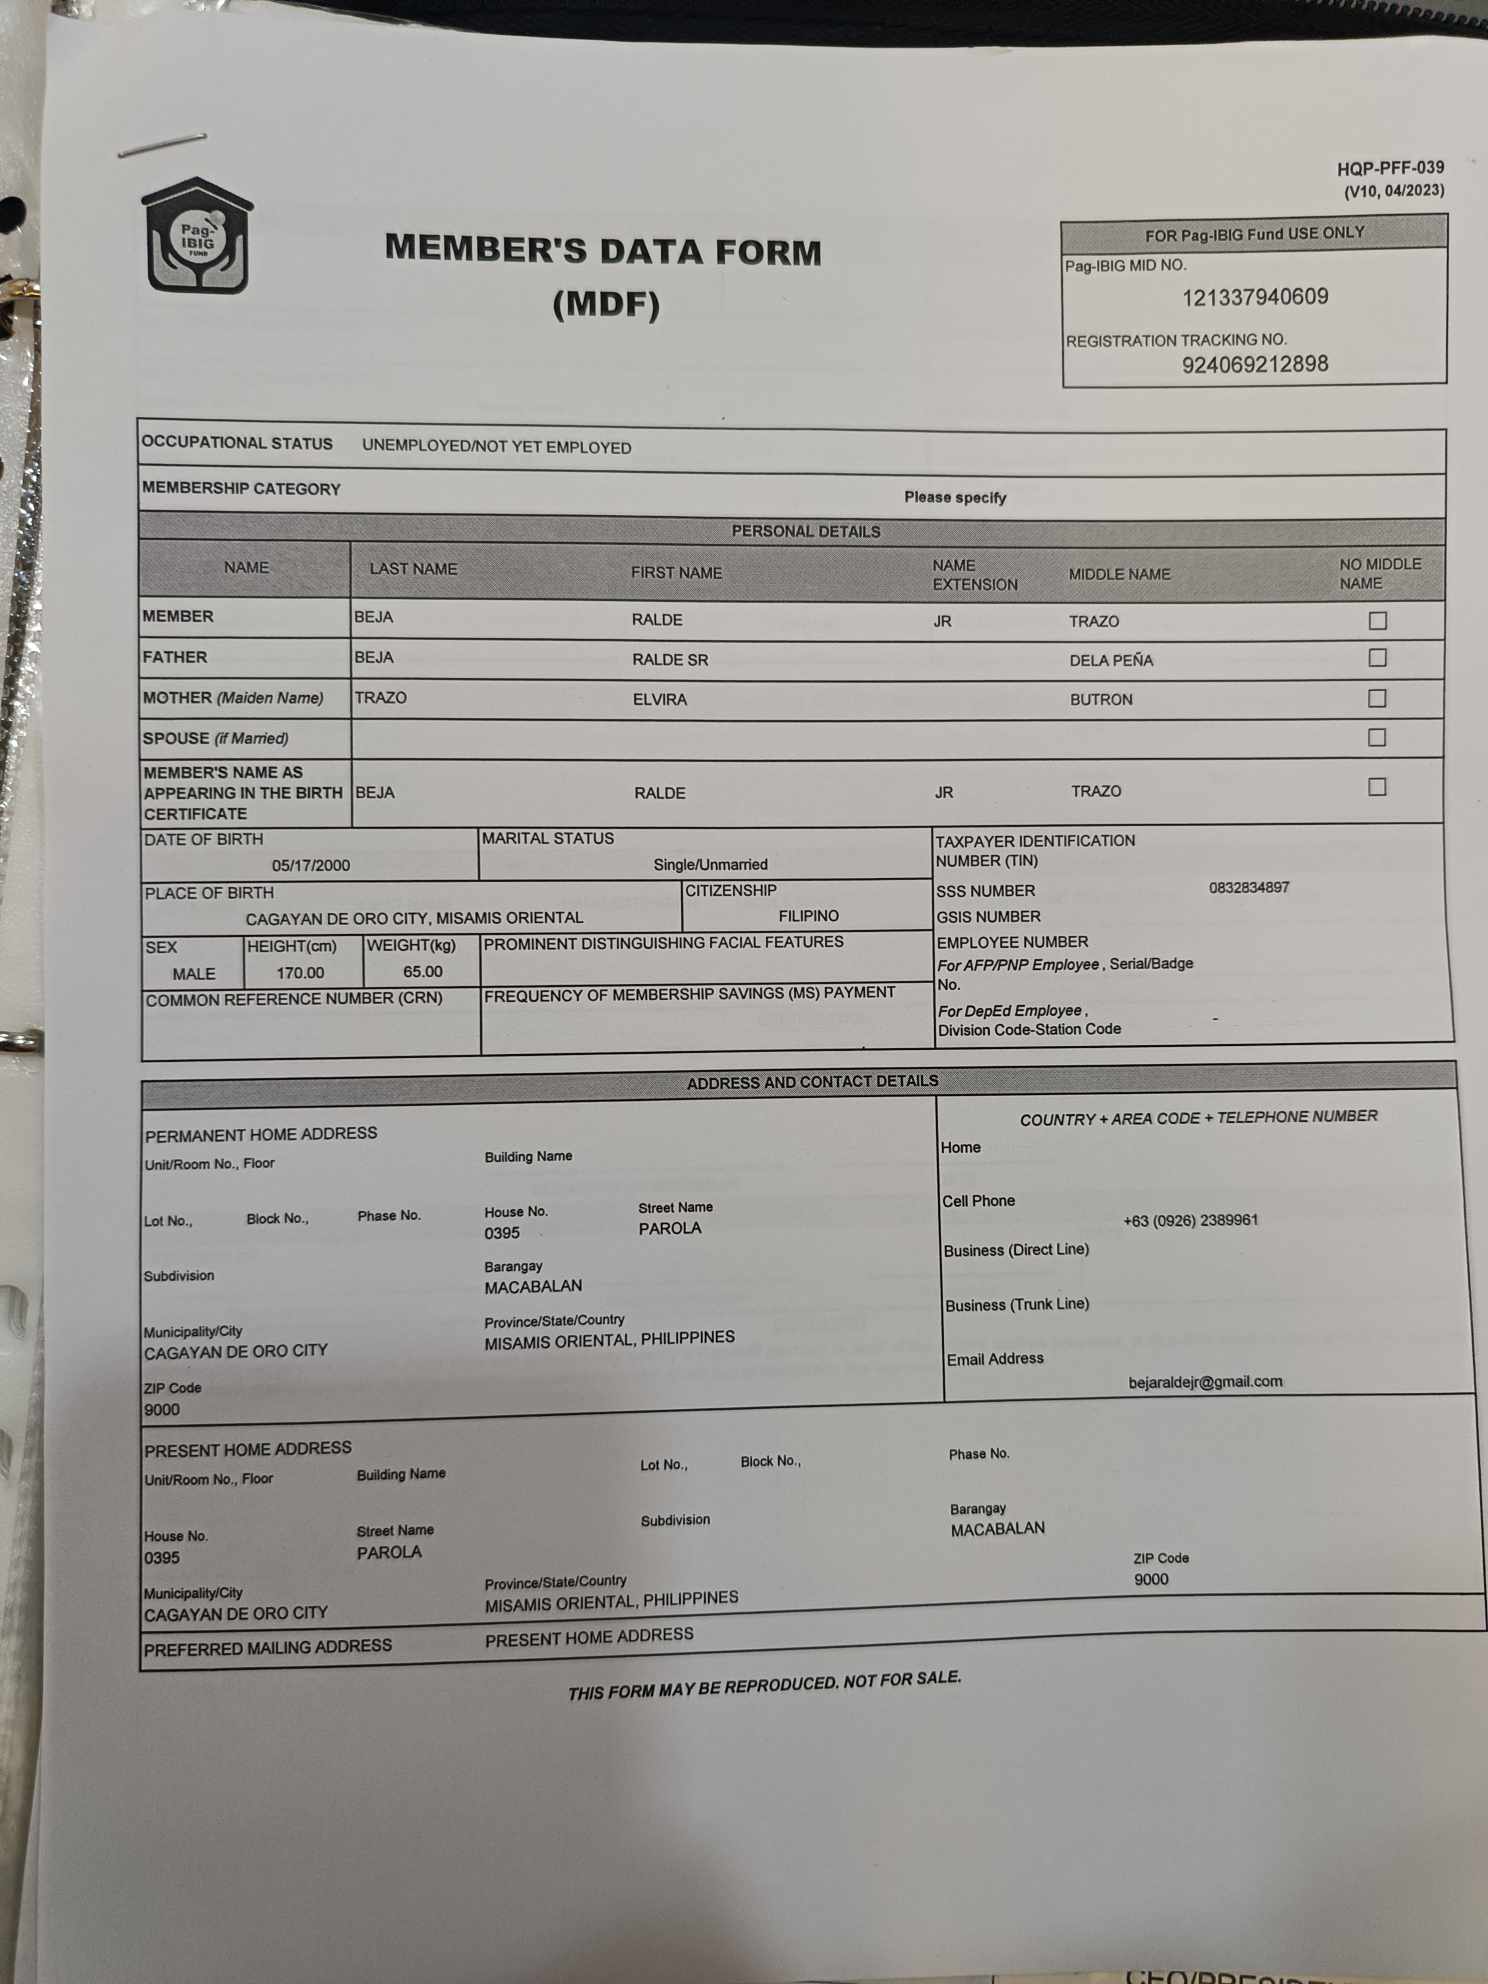 HQP-PFF-039
(V10, 04/2023)
Pag-
IBIG
FUND
MEMBER'S DATA FORM
(MDF)
FOR Pag-IBIG Fund USE ONLY
Pag-IBIG MID NO.
121337940609
REGISTRATION TRACKING NO.
924069212898
OCCUPATIONAL STATUS UNEMPLOYED/NOT YET EMPLOYED
MEMBERSHIP CATEGORY Please specify
PERSONAL DETAILS
NAME LAST NAME FIRST NAME NAME EXTENSION MIDDLE NAME NO MIDDLE NAME
MEMBER BEJA RALDE JR TRAZO
FATHER BEJA RALDE SR DELA PEÑA
MOTHER (Maiden Name) TRAZO ELVIRA BUTRON
SPOUSE (if Married)
MEMBER'S NAME AS
APPEARING IN THE BIRTH BEJA RALDE JR TRAZO
CERTIFICATE
DATE OF BIRTH
05/17/2000
MARITAL STATUS
Single/Unmarried
TAXPAYER IDENTIFICATION
NUMBER (TIN)
PLACE OF BIRTH
CAGAYAN DE ORO CITY, MISAMIS ORIENTAL
CITIZENSHIP
FILIPINO
SSS NUMBER 0832834897
GSIS NUMBER
SEX
MALE
HEIGHT(cm)
170.00
WEIGHT(kg)
65.00
PROMINENT DISTINGUISHING FACIAL FEATURES
EMPLOYEE NUMBER
For AFP/PNP Employee, Serial/Badge
No.
COMMON REFERENCE NUMBER (CRN)
FREQUENCY OF MEMBERSHIP SAVINGS (MS) PAYMENT
For DepEd Employee, -
Division Code-Station Code
ADDRESS AND CONTACT DETAILS
PERMANENT HOME ADDRESS
Unit/Room No., Floor Building Name
Lot No., Block No., Phase No. House No. Street Name
0395 PAROLA
Subdivision Barangay
MACABALAN
Municipality/City Province/State/Country
CAGAYAN DE ORO CITY MISAMIS ORIENTAL, PHILIPPINES
ZIP Code
9000
COUNTRY + AREA CODE + TELEPHONE NUMBER
Home
Cell Phone
+63 (0926) 2389961
Business (Direct Line)
Business (Trunk Line)
Email Address
bejaraldejr@gmail.com
PRESENT HOME ADDRESS
Unit/Room No., Floor Building Name Lot No., Block No., Phase No.
House No. Street Name Subdivision Barangay
0395 PAROLA MACABALAN
Municipality/City Province/State/Country ZIP Code
CAGAYAN DE ORO CITY MISAMIS ORIENTAL, PHILIPPINES 9000
PREFERRED MAILING ADDRESS PRESENT HOME ADDRESS
THIS FORM MAY BE REPRODUCED. NOT FOR SALE.